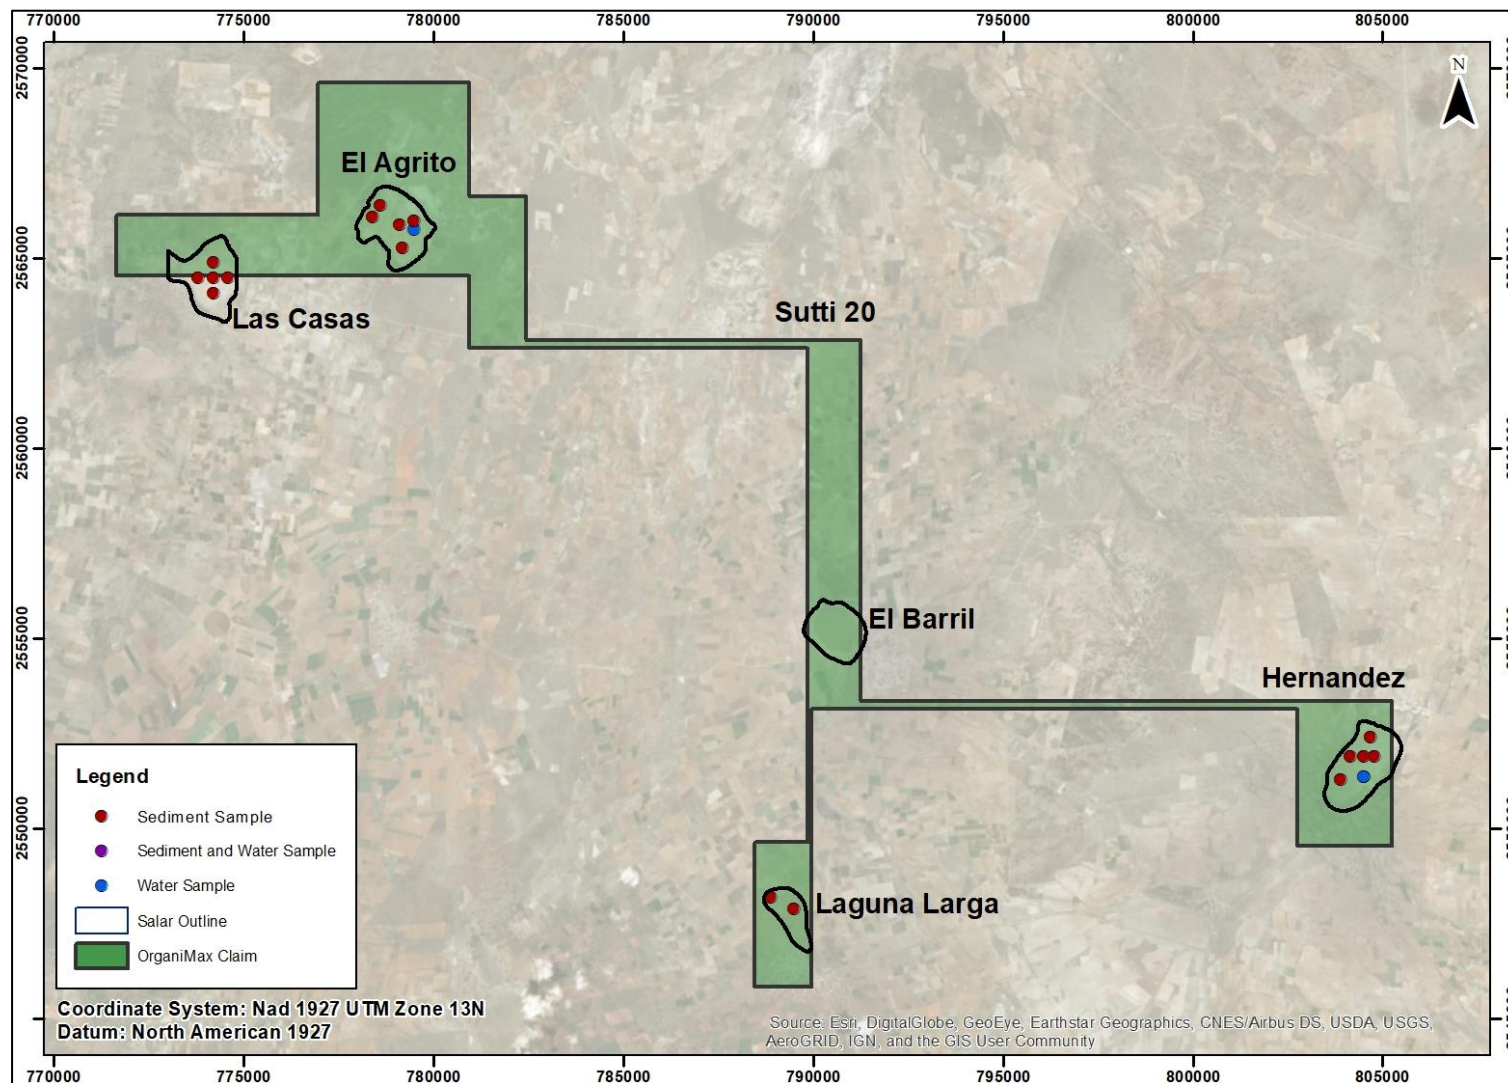 770000 775000 780000 785000 790000 795000 800000 805000
2570000
N
El Agrito
2565000
Las Casas
Sutti 20
2560000
El Barril
2555000
Hernandez
2550000
Laguna Larga
Legend
Sediment Sample
Sediment and Water Sample
Water Sample
Salar Outline
OrganiMax Claim
Coordinate System: Nad 1927 UTM Zone 13N
Datum: North American 1927
Source: Esri, DigitalGlobe, GeoEye, Earthstar Geographics, CNES/Airbus DS, USDA, USGS,
AeroGRID, IGN, and the GIS User Community
770000 775000 780000 785000 790000 795000 800000 805000